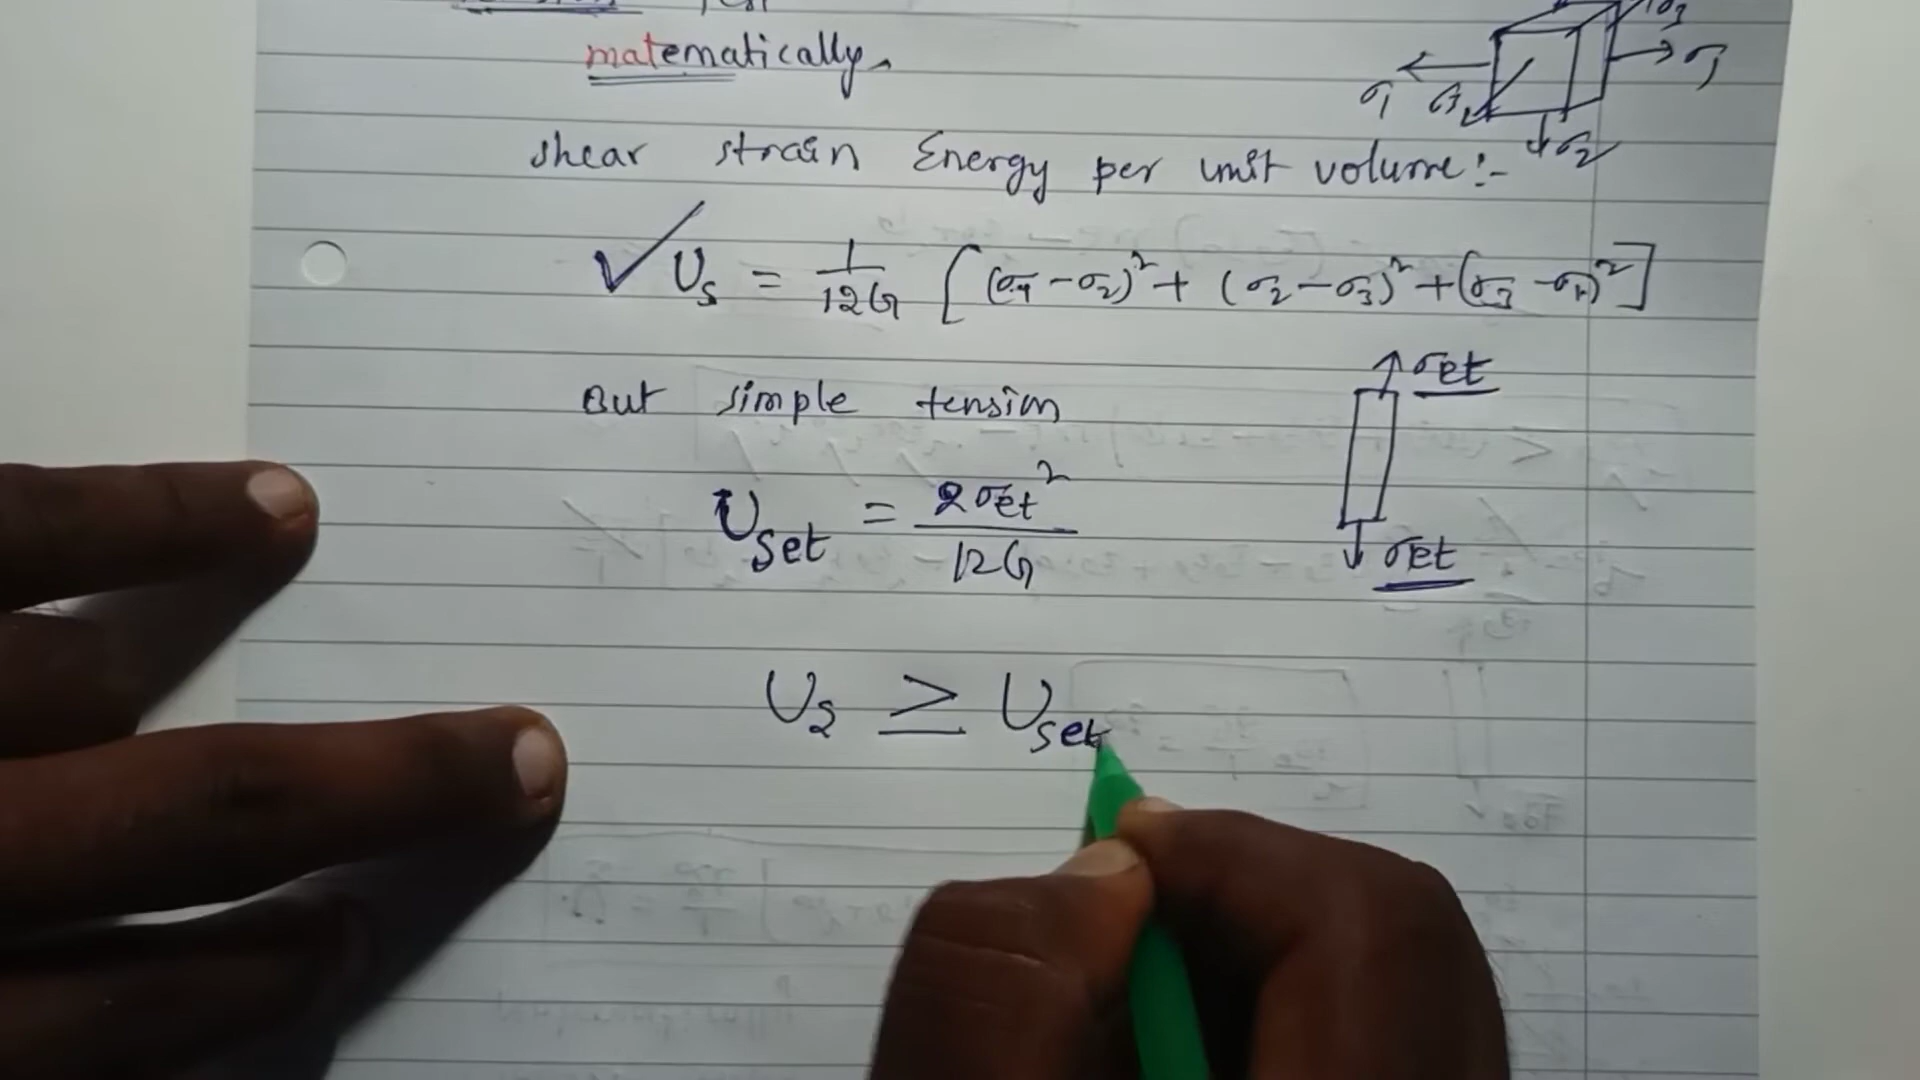 matematically.
σ3
σ1 σ3 σ1
σ2
shear strain Energy per unit volume:-
✓ Us = 1/12G [(σ1-σ2)² + (σ2-σ3)² + (σ3-σ1)²]
But simple tension
σet
Uset = 2σet²/12G
σet
Us ≥ Uset